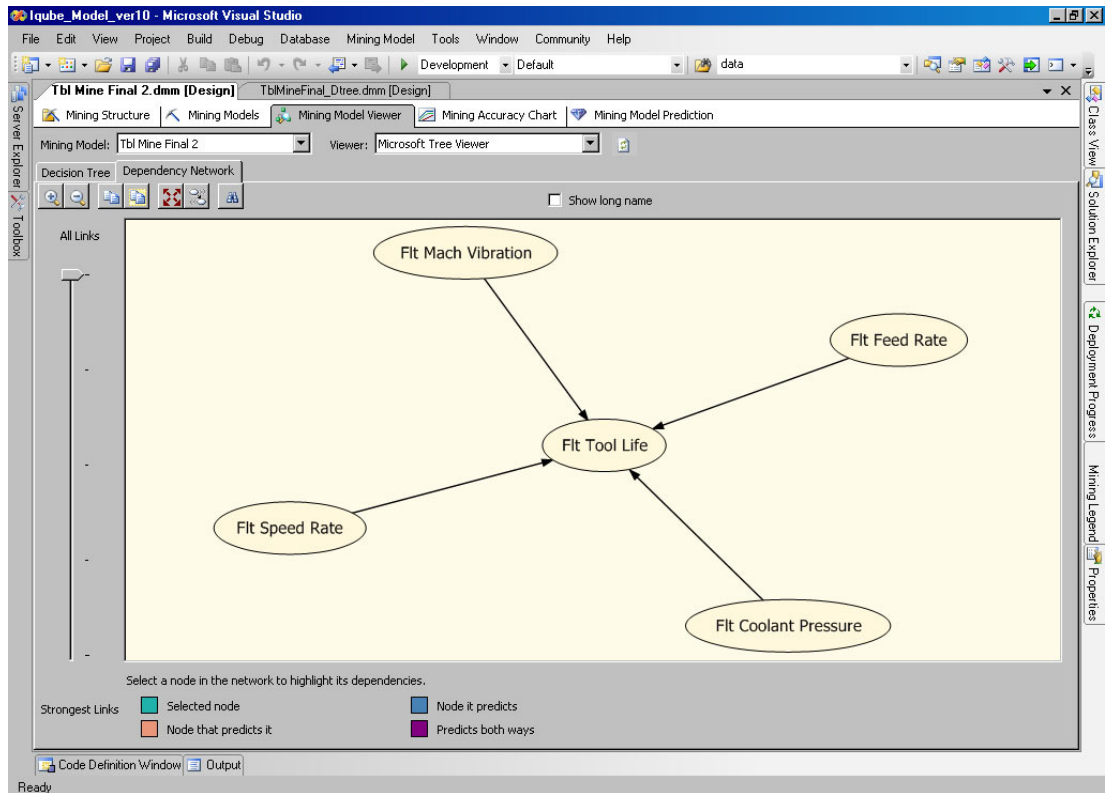 Iqube_Model_ver10 - Microsoft Visual Studio
File Edit View Project Build Debug Database Mining Model Tools Window Community Help
Development Default data
Tbl Mine Final 2.dmm [Design] TblMineFinal_Dtree.dmm [Design]
Mining Structure Mining Models Mining Model Viewer Mining Accuracy Chart Mining Model Prediction
Mining Model: Tbl Mine Final 2 Viewer: Microsoft Tree Viewer
Decision Tree Dependency Network
Show long name
All Links
Flt Mach Vibration
Flt Feed Rate
Flt Tool Life
Flt Speed Rate
Flt Coolant Pressure
Select a node in the network to highlight its dependencies.
Strongest Links
Selected node Node it predicts
Node that predicts it Predicts both ways
Code Definition Window Output
Ready
Server Explorer
Toolbox
Class View
Solution Explorer
Deployment Progress
Mining Legend
Properties